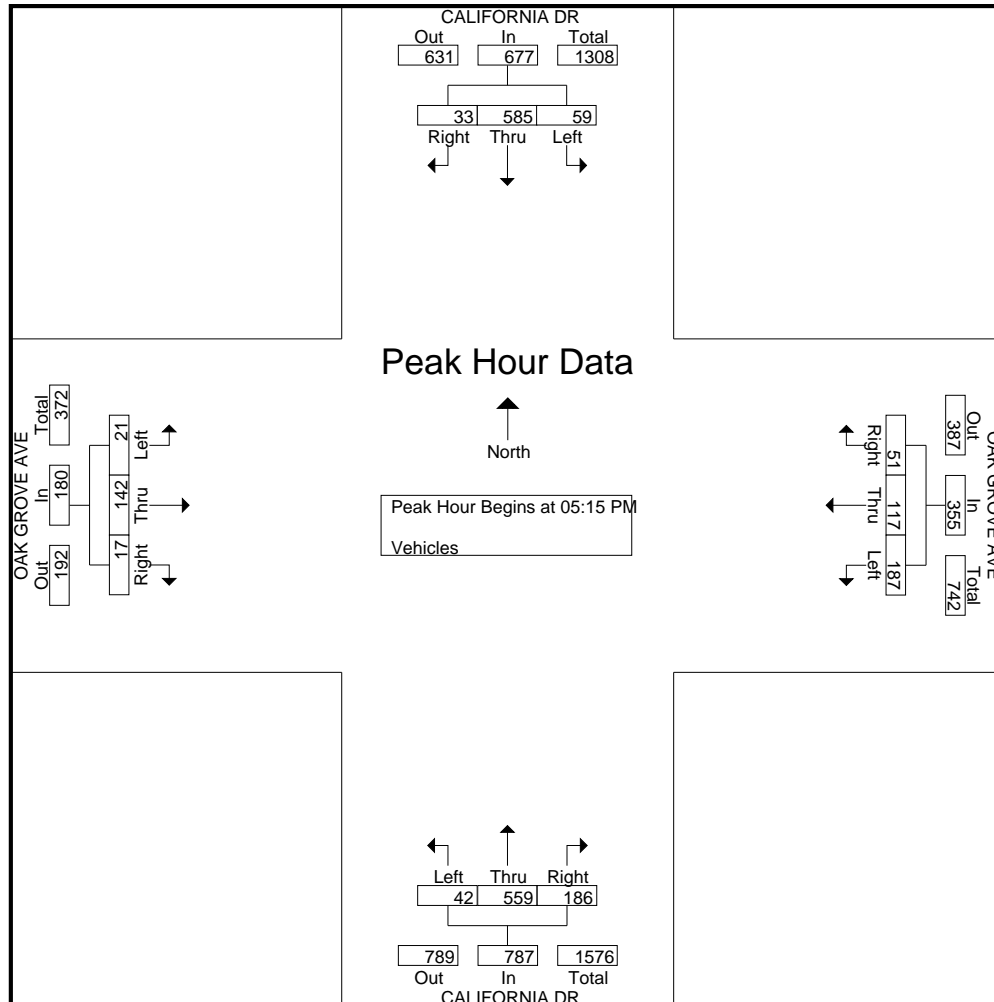 CALIFORNIA DR
Out In Total
631 677 1308
33 585 59
Right Thru Left
Peak Hour Data
North
Peak Hour Begins at 05:15 PM
Vehicles
OAK GROVE AVE
Total In Out
372 180 192
21 142 17
Left Thru Right
Right Thru Left
51 117 187
Out In Total
387 355 742
OAK GROVE AVE
Left Thru Right
42 559 186
789 787 1576
Out In Total
CALIFORNIA DR